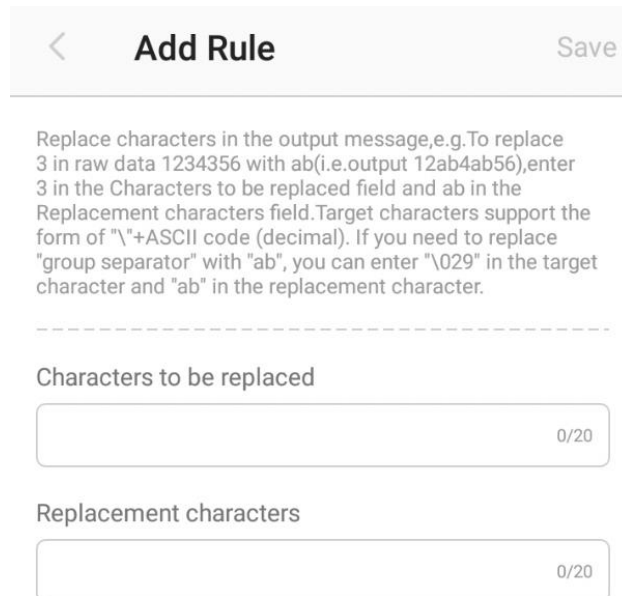 Add Rule
Save
Replace characters in the output message,e.g.To replace
3 in raw data 1234356 with ab(i.e.output 12ab4ab56),enter
3 in the Characters to be replaced field and ab in the
Replacement characters field.Target characters support the
form of "\"+ASCII code (decimal). If you need to replace
"group separator" with "ab", you can enter "\029" in the target
character and "ab" in the replacement character.
Characters to be replaced
0/20
Replacement characters
0/20